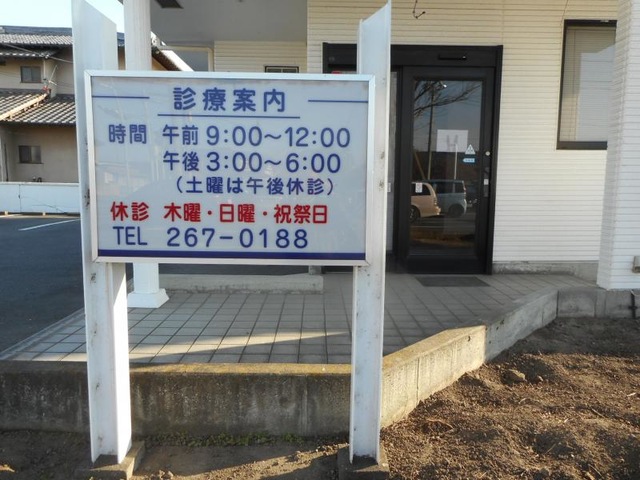 診療案内
時間 午前 9:00～12:00
午後 3:00～6:00
(土曜は午後休診)
休診 木曜・日曜・祝祭日
TEL 267-0188